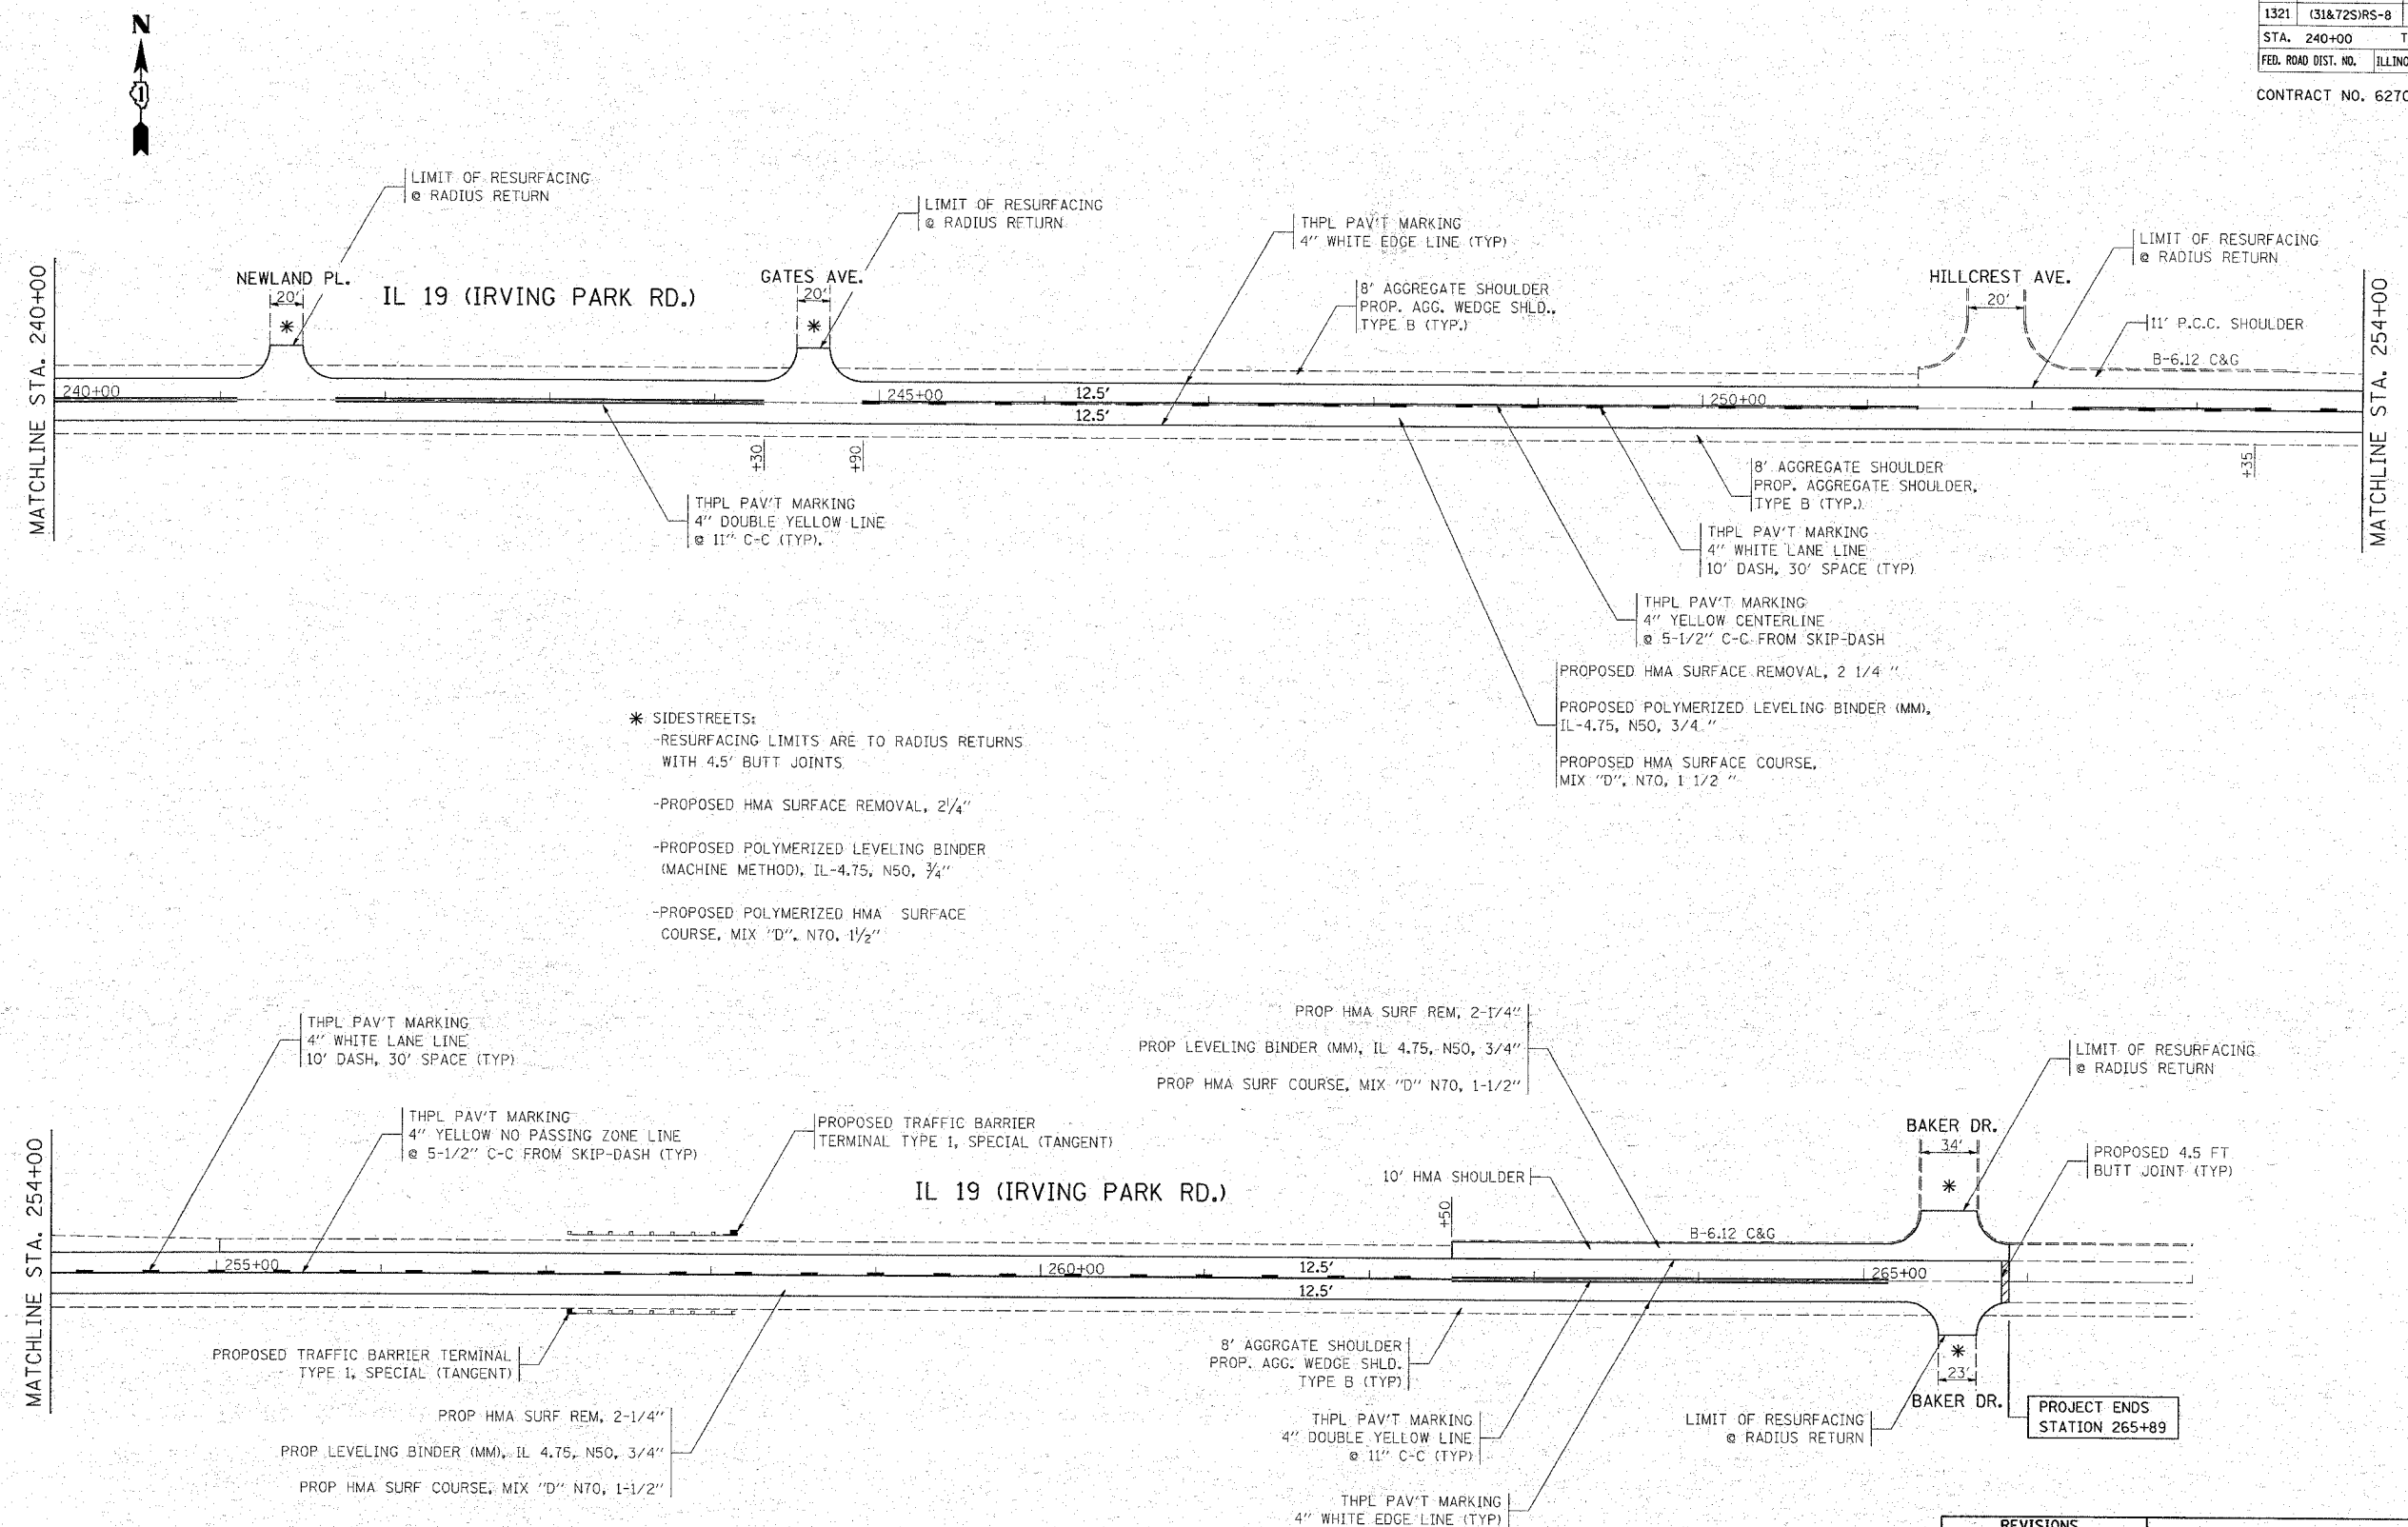 1321 (31&72S)RS-8
STA. 240+00 T
FED. ROAD DIST. NO. ILLINO
CONTRACT NO. 6270
N
1
LIMIT OF RESURFACING
@ RADIUS RETURN
LIMIT OF RESURFACING
@ RADIUS RETURN
THPL PAV'T MARKING
4" WHITE EDGE LINE (TYP)
LIMIT OF RESURFACING
@ RADIUS RETURN
MATCHLINE STA. 240+00
NEWLAND PL.
20'
*
IL 19 (IRVING PARK RD.)
GATES AVE.
20'
*
8' AGGREGATE SHOULDER
PROP. AGG. WEDGE SHLD.,
TYPE B (TYP.)
HILLCREST AVE.
20'
11' P.C.C. SHOULDER
B-6.12 C&G
MATCHLINE STA. 254+00
240+00
245+00
12.5'
12.5'
250+00
+30
+90
+35
THPL PAV'T MARKING
4" DOUBLE YELLOW LINE
@ 11" C-C (TYP).
8' AGGREGATE SHOULDER
PROP. AGGREGATE SHOULDER,
TYPE B (TYP.)
THPL PAV'T MARKING
4" WHITE LANE LINE
10' DASH, 30' SPACE (TYP)
THPL PAV'T MARKING
4" YELLOW CENTERLINE
@ 5-1/2" C-C FROM SKIP-DASH
PROPOSED HMA SURFACE REMOVAL, 2 1/4 "
PROPOSED POLYMERIZED LEVELING BINDER (MM),
IL-4.75, N50, 3/4 "
PROPOSED HMA SURFACE COURSE,
MIX "D", N70, 1 1/2 "
* SIDESTREETS:
-RESURFACING LIMITS ARE TO RADIUS RETURNS
WITH 4.5' BUTT JOINTS
-PROPOSED HMA SURFACE REMOVAL, 2 1/4"
-PROPOSED POLYMERIZED LEVELING BINDER
(MACHINE METHOD), IL-4.75, N50, 3/4"
-PROPOSED POLYMERIZED HMA SURFACE
COURSE, MIX "D", N70, 1 1/2"
THPL PAV'T MARKING
4" WHITE LANE LINE
10' DASH, 30' SPACE (TYP)
THPL PAV'T MARKING
4" YELLOW NO PASSING ZONE LINE
@ 5-1/2" C-C FROM SKIP-DASH (TYP)
PROPOSED TRAFFIC BARRIER
TERMINAL TYPE 1, SPECIAL (TANGENT)
PROP HMA SURF REM, 2-1/4"
PROP LEVELING BINDER (MM), IL 4.75, N50, 3/4"
PROP HMA SURF COURSE, MIX "D" N70, 1-1/2"
LIMIT OF RESURFACING
@ RADIUS RETURN
MATCHLINE STA. 254+00
IL 19 (IRVING PARK RD.)
10' HMA SHOULDER
+50
B-6.12 C&G
BAKER DR.
34'
*
PROPOSED 4.5 FT
BUTT JOINT (TYP)
255+00
260+00
12.5'
12.5'
265+00
PROPOSED TRAFFIC BARRIER TERMINAL
TYPE 1, SPECIAL (TANGENT)
8' AGGRGATE SHOULDER
PROP. AGG. WEDGE SHLD.
TYPE B (TYP)
*
23'
BAKER DR.
PROJECT ENDS
STATION 265+89
PROP HMA SURF REM, 2-1/4"
PROP LEVELING BINDER (MM), IL 4.75, N50, 3/4"
PROP HMA SURF COURSE, MIX "D" N70, 1-1/2"
THPL PAV'T MARKING
4" DOUBLE YELLOW LINE
@ 11" C-C (TYP)
LIMIT OF RESURFACING
@ RADIUS RETURN
THPL PAV'T MARKING
4" WHITE EDGE LINE (TYP)
REVISIONS